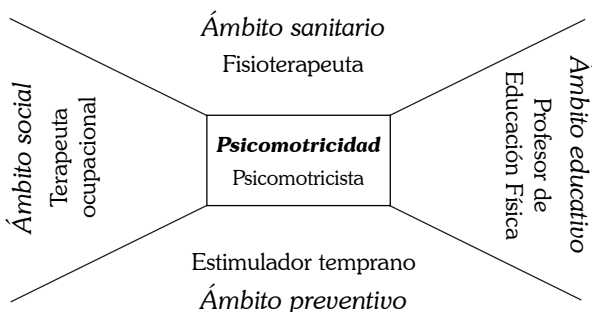 Ámbito sanitario
Fisioterapeuta
Ámbito social
Terapeuta
ocupacional
Psicomotricidad
Psicomotricista
Ámbito educativo
Profesor de
Educación Física
Estimulador temprano
Ámbito preventivo